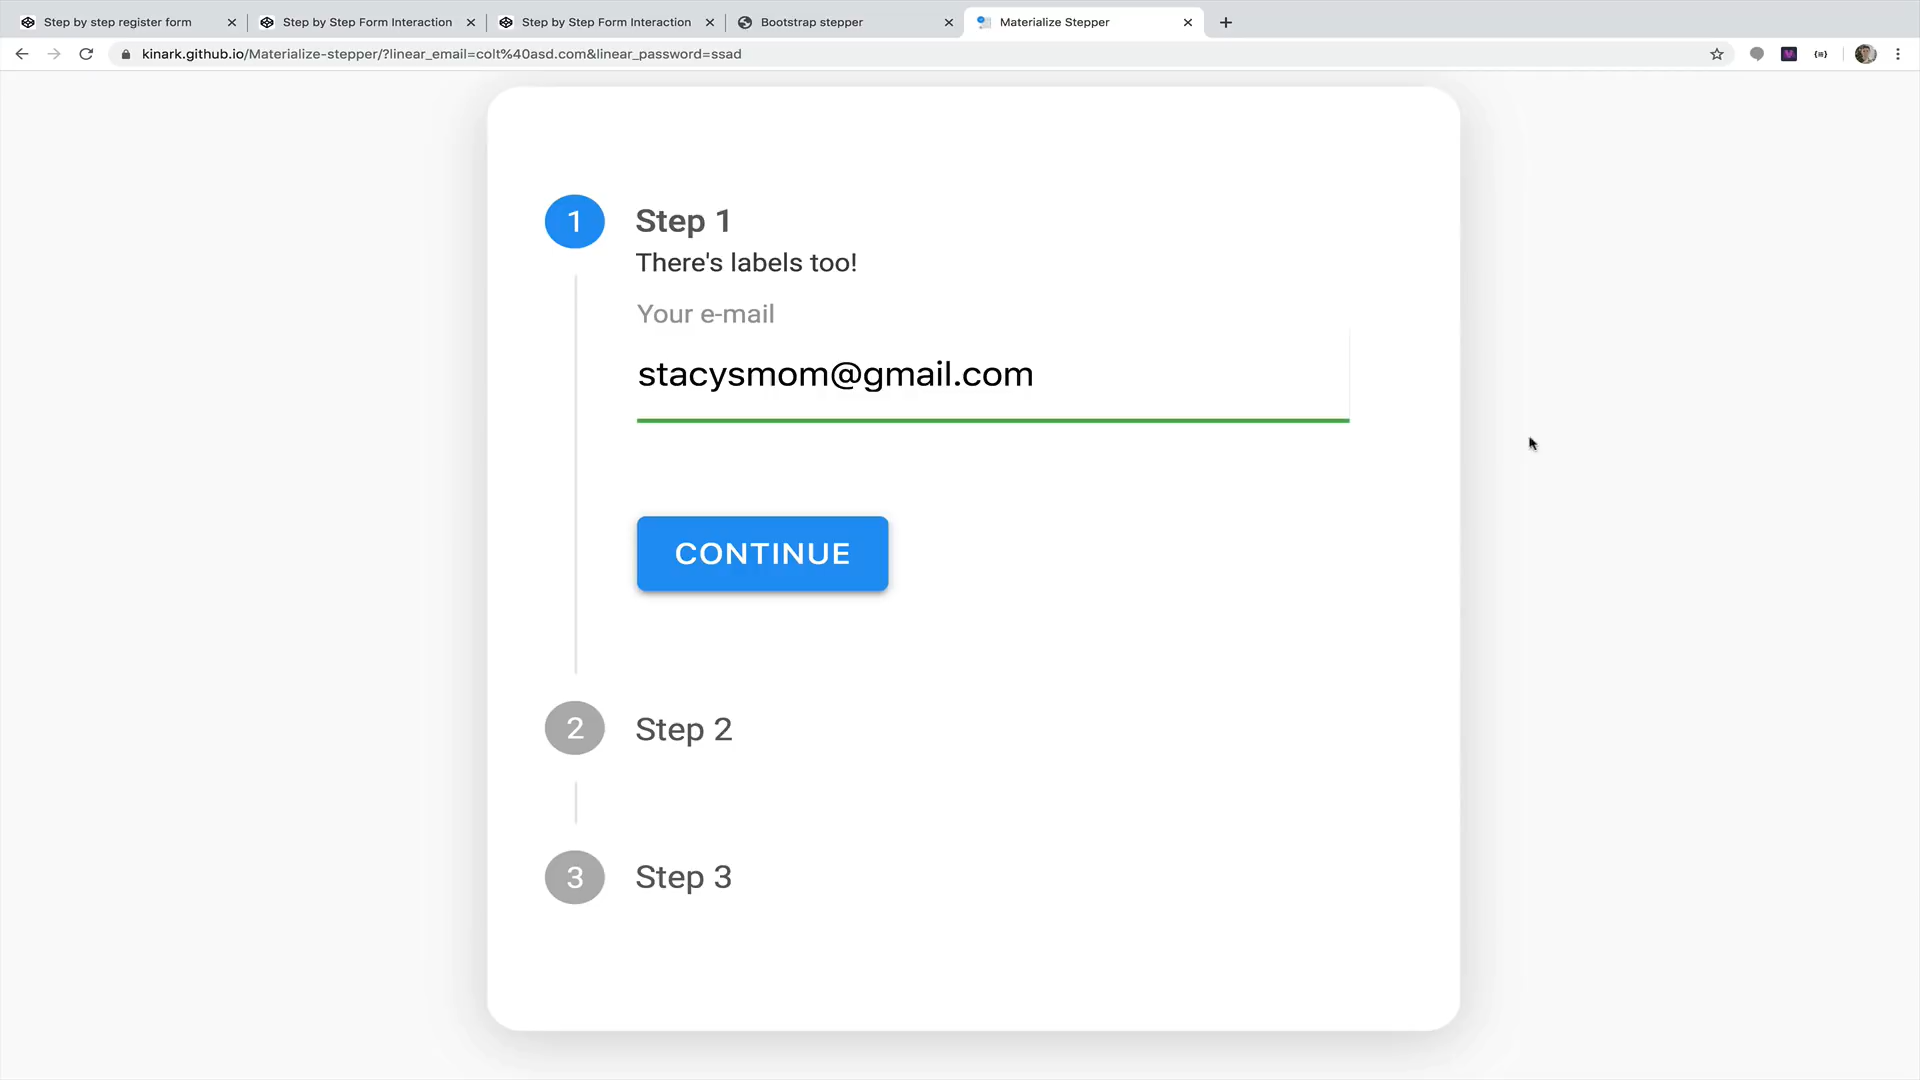 Step by step register form
Step by Step Form Interaction
Step by Step Form Interaction
Bootstrap stepper
Materialize Stepper
kinark.github.io/Materialize-stepper/?linear_email=colt%40asd.com&linear_password=ssad
1
Step 1
There's labels too!
Your e-mail
stacysmom@gmail.com
CONTINUE
2
Step 2
3
Step 3